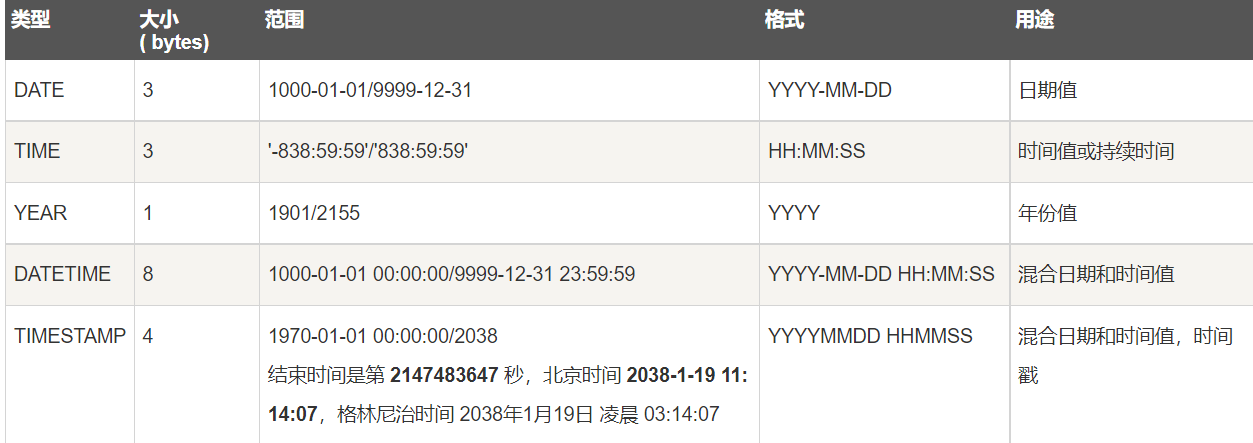 类型 大小 范围 格式 用途
( bytes)
DATE 3 1000-01-01/9999-12-31 YYYY-MM-DD 日期值
TIME 3 '-838:59:59'/'838:59:59' HH:MM:SS 时间值或持续时间
YEAR 1 1901/2155 YYYY 年份值
DATETIME 8 1000-01-01 00:00:00/9999-12-31 23:59:59 YYYY-MM-DD HH:MM:SS 混合日期和时间值
TIMESTAMP 4 1970-01-01 00:00:00/2038 YYYYMMDD HHMMSS 混合日期和时间值，时间
结束时间是第 2147483647 秒，北京时间 2038-1-19 11: 戳
14:07，格林尼治时间 2038年1月19日 凌晨 03:14:07